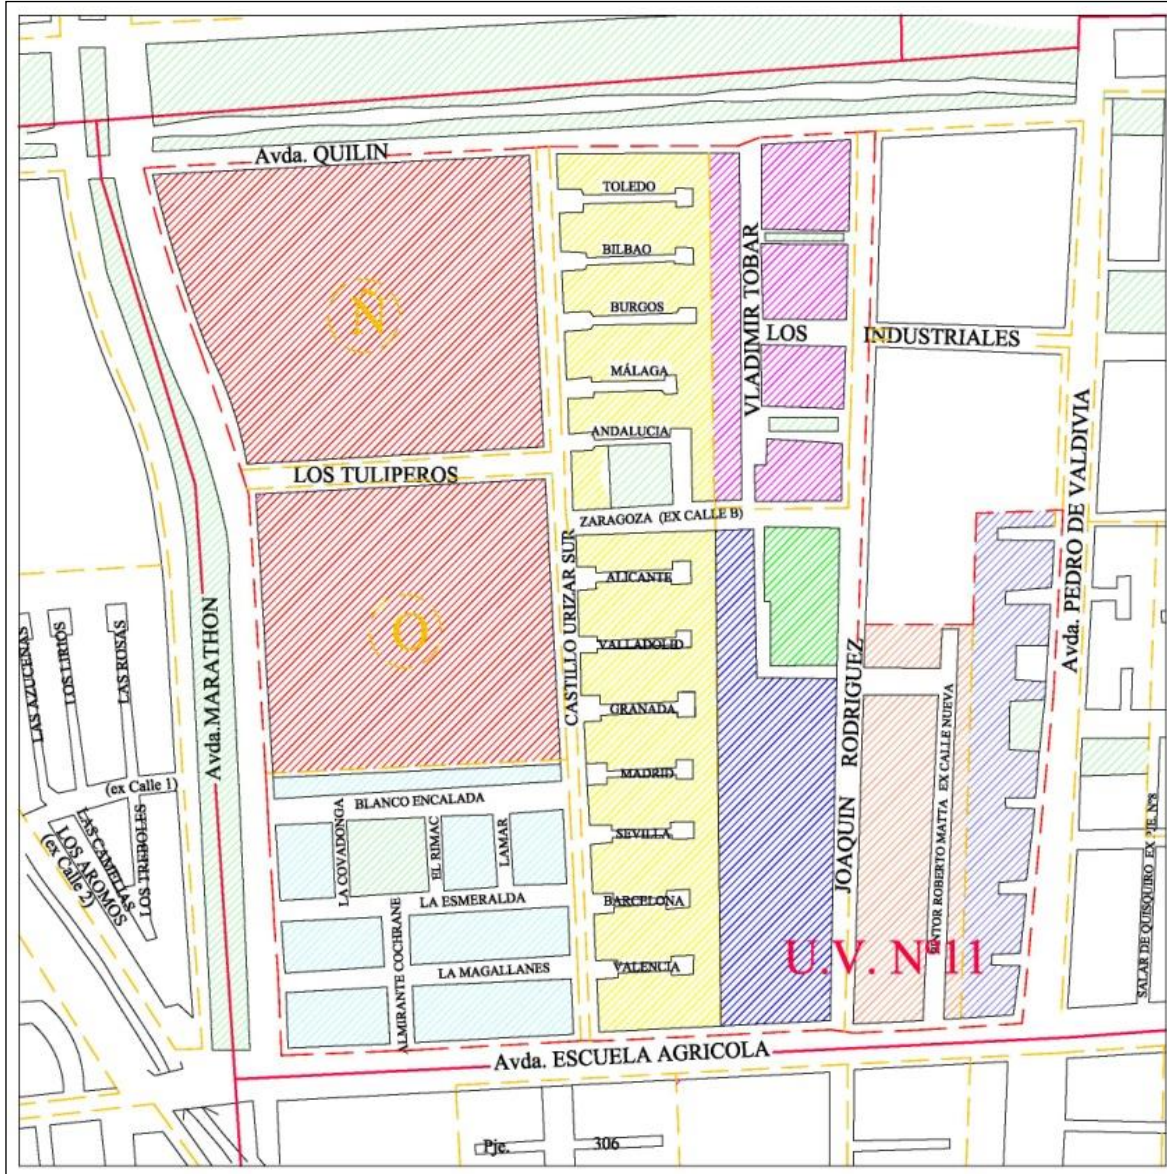 Avda. QUILIN
TOLEDO
BILBAO
BURGOS
MÁLAGA
ANDALUCIA
VLADIMIR TOBAR
LOS INDUSTRIALES
Ñ
LOS TULIPEROS
ZARAGOZA (EX CALLE B)
CASTILLO URIZAR SUR
Avda. PEDRO DE VALDIVIA
O
ALICANTE
VALLADOLID
GRANADA
MADRID
SEVILLA
BARCELONA
VALENCIA
JOAQUIN RODRIGUEZ
PINTOR ROBERTO MATTA EX CALLE NUEVA
Avda.MARATHON
LAS AZUCENAS
LOS LIRIOS
LAS ROSAS
(ex Calle 1)
LAS CAMELIAS
LOS AROMOS
(ex Calle 2)
LOS TREBOLES
BLANCO ENCALADA
LA COVADONGA
EL RIMAC
LAMAR
LA ESMERALDA
ALMIRANTE COCHRANE
LA MAGALLANES
U.V. Nº11
SALAR DE QUISQUIRO EX PJE. Nº8
Avda. ESCUELA AGRICOLA
Pje. 306